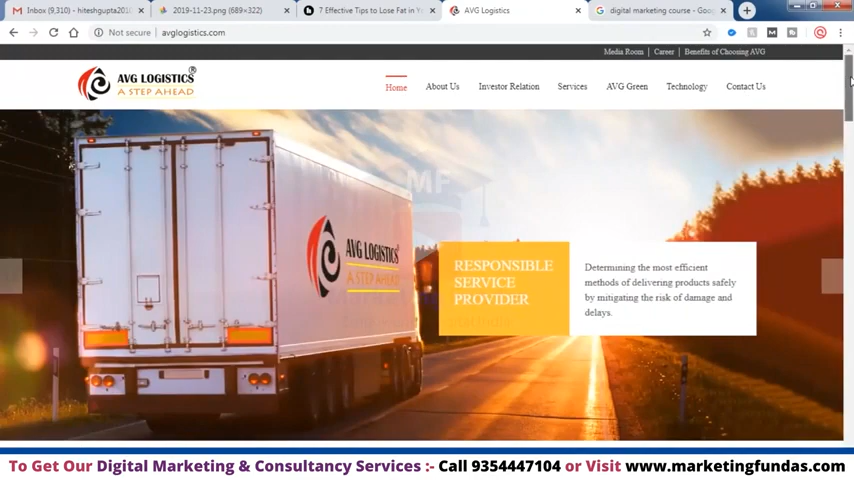 Inbox (9,310) - hiteshgupta201
2019-11-23.png (689×322)
7 Effective Tips to Lose Fat in Y
AVG Logistics
digital marketing course - Goo
Not secure | avglogistics.com
Media Room | Career | Benefits of Choosing AVG
AVG LOGISTICS®
A STEP AHEAD
Home About Us Investor Relation Services AVG Green Technology Contact Us
MF
AVG LOGISTICS
A STEP AHEAD
RESPONSIBLE
SERVICE
PROVIDER
Determining the most efficient
methods of delivering products safely
by mitigating the risk of damage and
delays.
To Get Our Digital Marketing & Consultancy Services :- Call 9354447104 or Visit www.marketingfundas.com